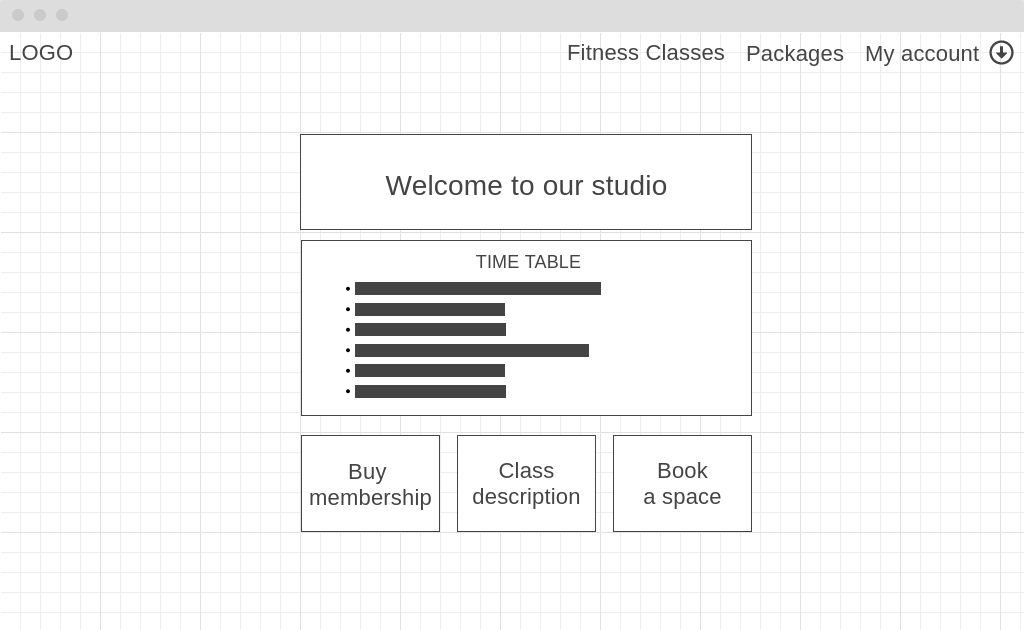 LOGO
Fitness Classes
Packages
My account
Welcome to our studio
TIME TABLE
Buy
membership
Class
description
Book
a space